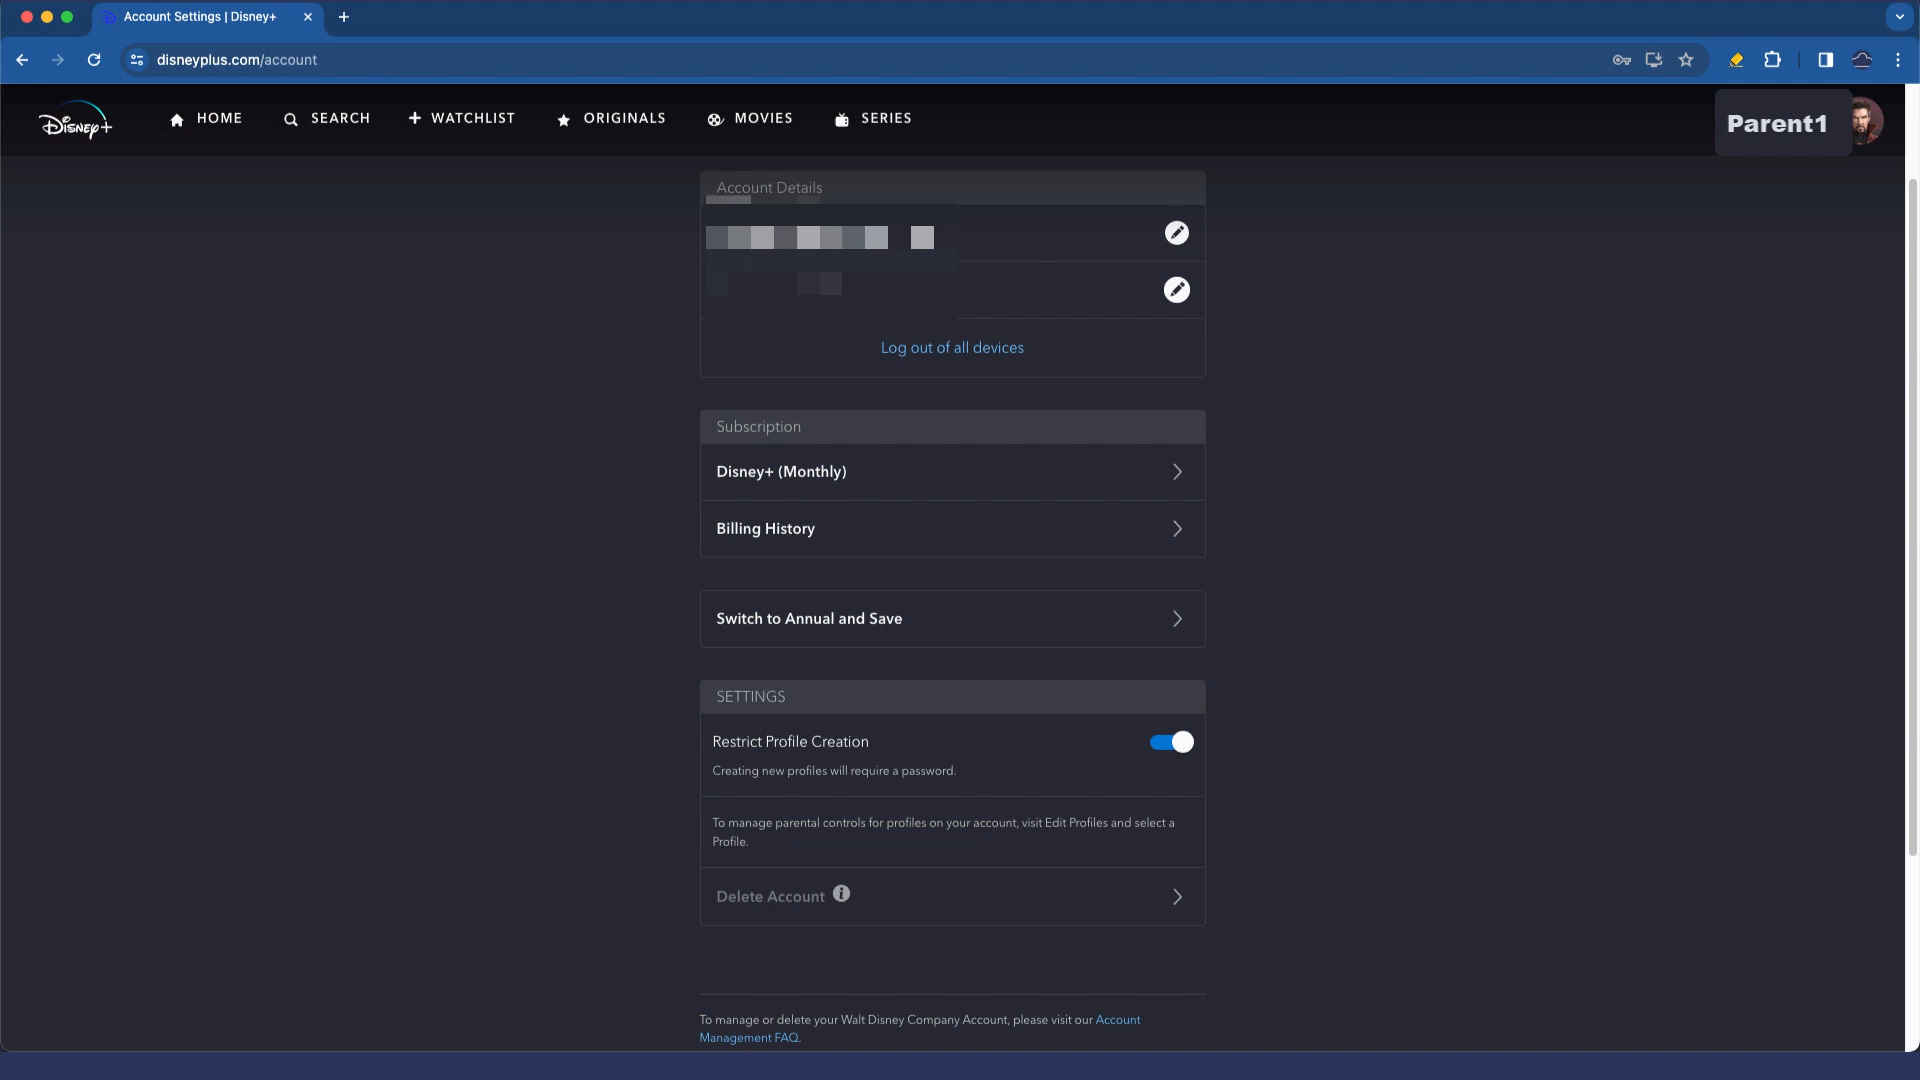 Account Settings | Disney+
disneyplus.com/account
Disney+
HOME
SEARCH
WATCHLIST
ORIGINALS
MOVIES
SERIES
Parent1
Account Details
Log out of all devices
Subscription
Disney+ (Monthly)
Billing History
Switch to Annual and Save
SETTINGS
Restrict Profile Creation
Creating new profiles will require a password.
To manage parental controls for profiles on your account, visit Edit Profiles and select a
Profile.
Delete Account
To manage or delete your Walt Disney Company Account, please visit our Account
Management FAQ.